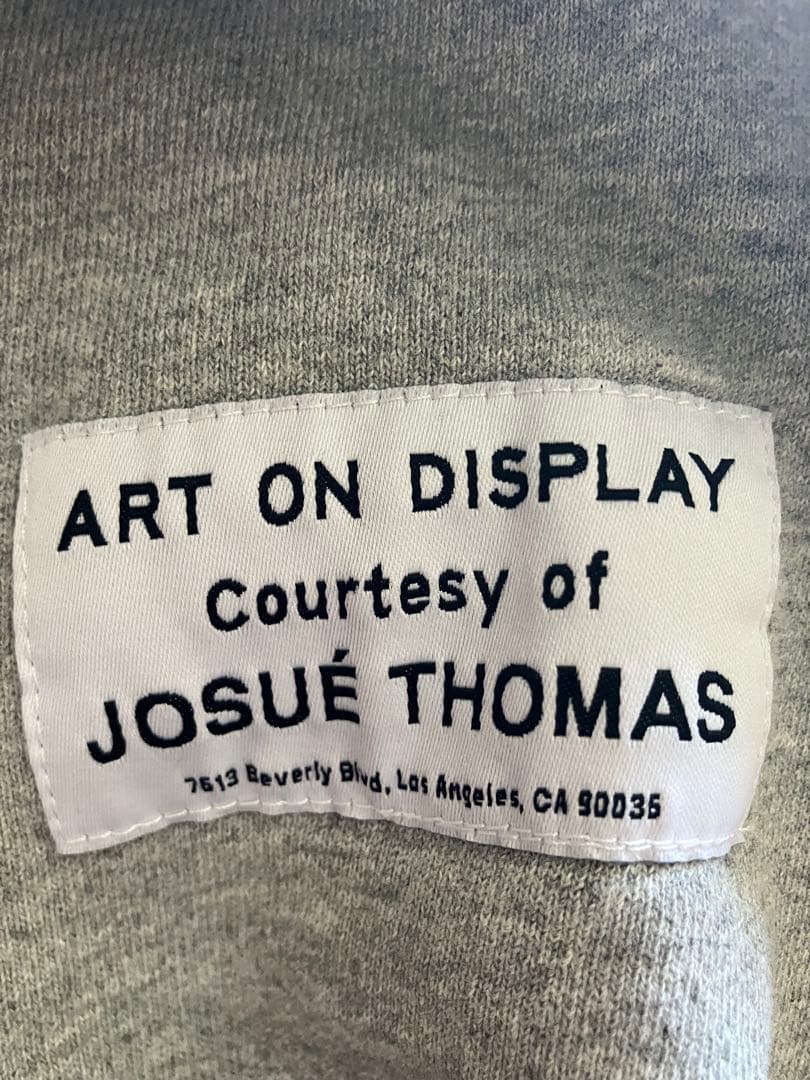 ART ON DISPLAY
Courtesy of
JOSUÉ THOMAS
7613 Beverly Blvd, Los Angeles, CA 90036